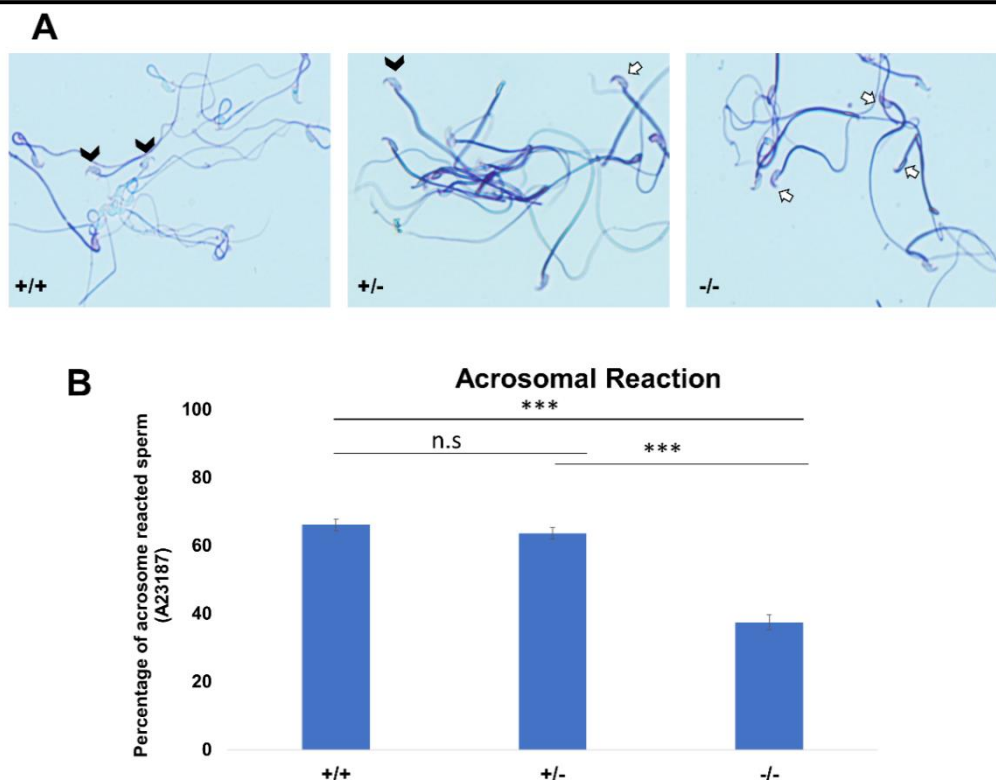 A
+/+
+/-
-/-
B
Acrosomal Reaction
***
n.s
***
Percentage of acrosome reacted sperm
(A23187)
100
80
60
40
20
0
+/+
+/-
-/-